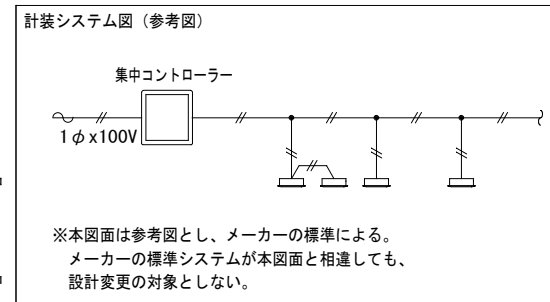 計装システム図（参考図）
集中コントローラー
1φx100V
※本図面は参考図とし、メーカーの標準による。
メーカーの標準システムが本図面と相違しても、
設計変更の対象としない。